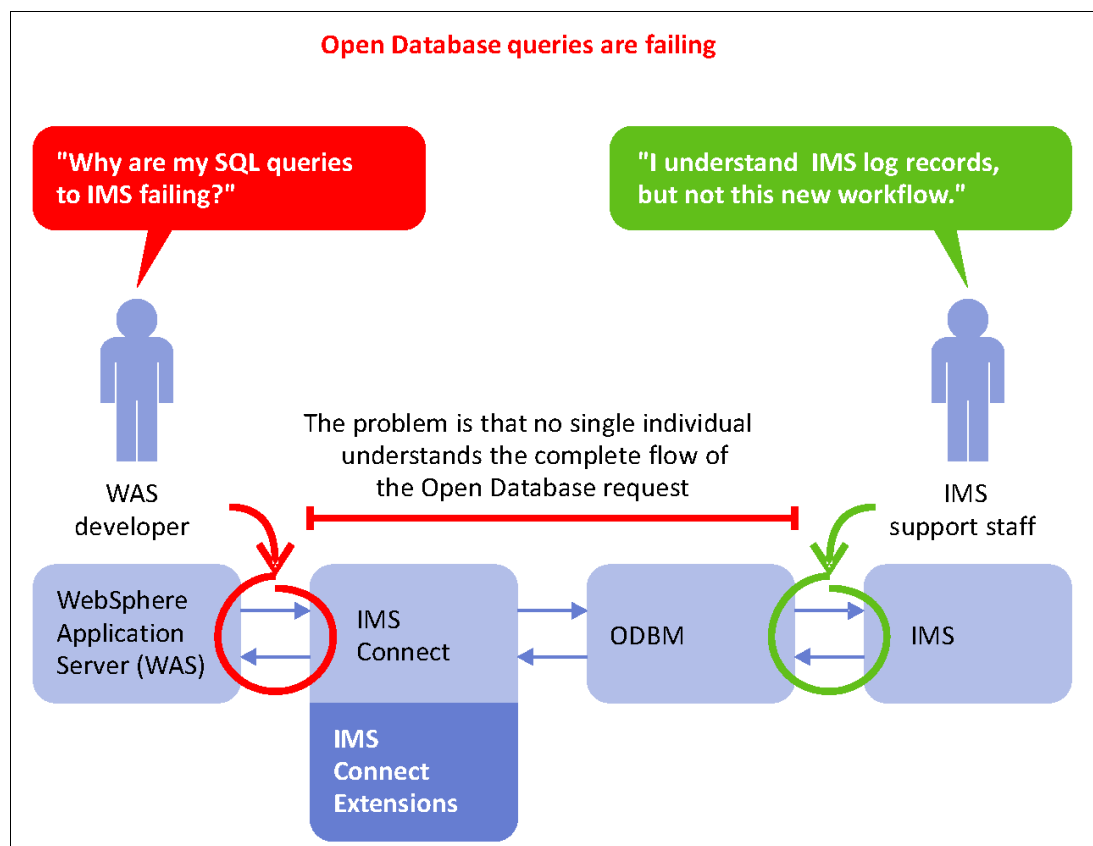 Open Database queries are failing
"Why are my SQL queries
to IMS failing?"
"I understand IMS log records,
but not this new workflow."
The problem is that no single individual
understands the complete flow of
the Open Database request
WAS
developer
IMS
support staff
WebSphere
Application
Server (WAS)
IMS
Connect
ODBM
IMS
IMS
Connect
Extensions